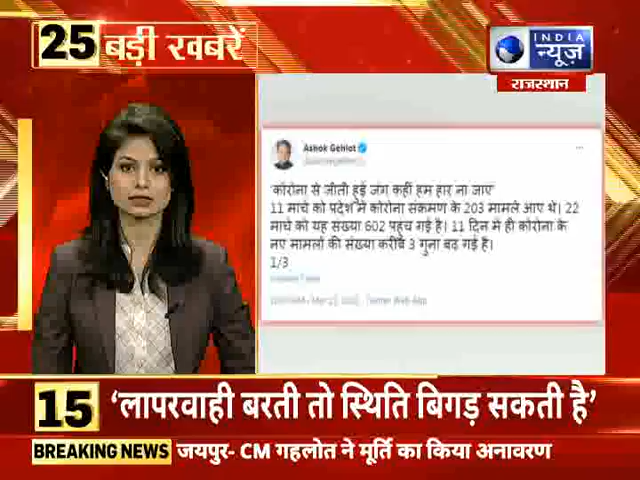 25 बड़ी खबरें
INDIA
न्यूज़
राजस्थान
Ashok Gehlot
'कोरोना से जीती हुई जंग कहीं हम हार ना जाएं'
11 मार्च को प्रदेश में कोरोना संक्रमण के 203 मामले आए थे। 22
मार्च को यह संख्या 602 पहुंच गई है। 11 दिन में ही कोरोना के
नए मामलों की संख्या करीब 3 गुना बढ़ गई है।
1/3
15 'लापरवाही बरती तो स्थिति बिगड़ सकती है'
BREAKING NEWS जयपुर- CM गहलोत ने मूर्ति का किया अनावरण